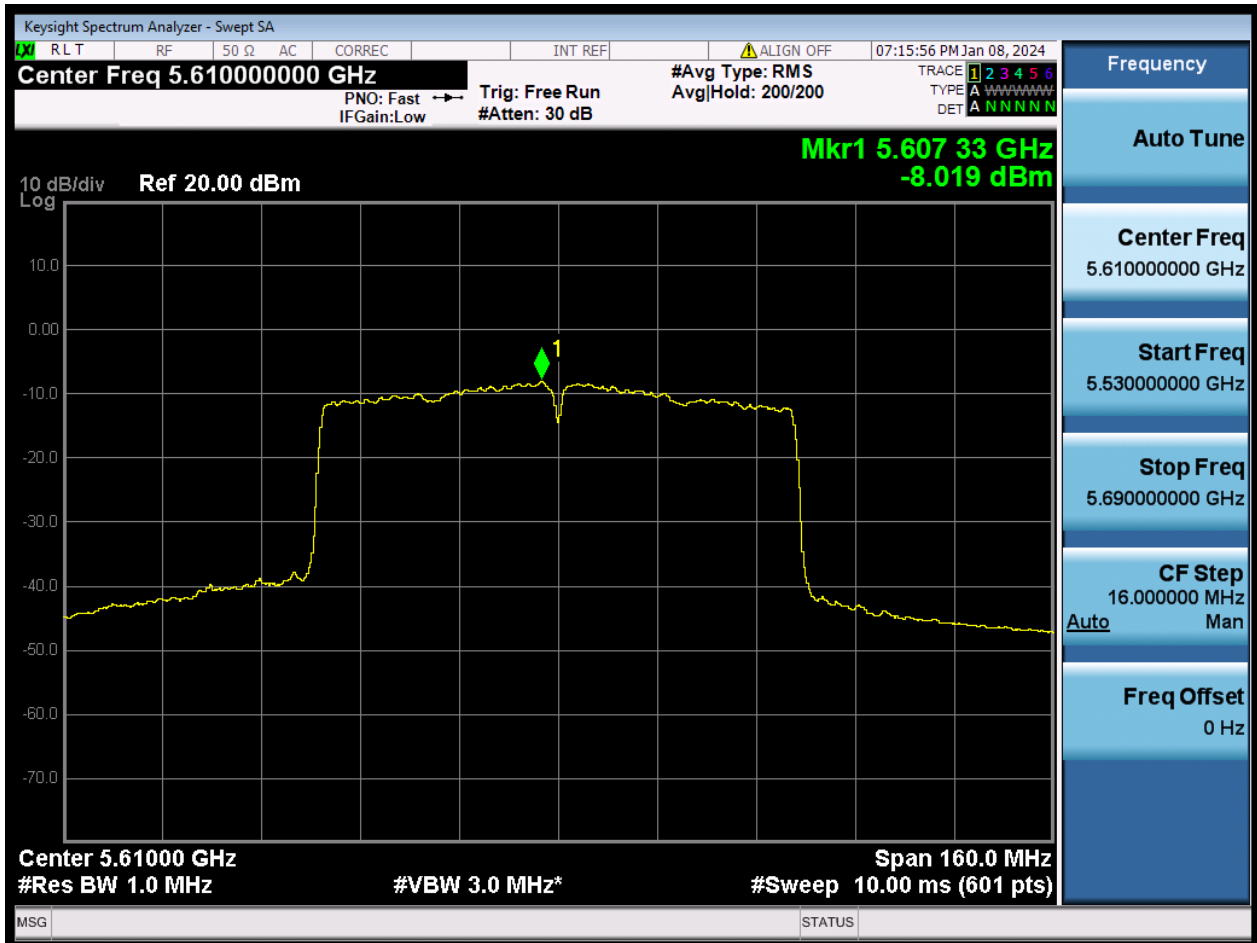 Keysight Spectrum Analyzer - Swept SA
LXI RLT RF 50 Ω AC CORREC INT REF ALIGN OFF 07:15:56 PM Jan 08, 2024
Center Freq 5.610000000 GHz
PNO: Fast
IFGain:Low
Trig: Free Run
#Atten: 30 dB
#Avg Type: RMS
Avg|Hold: 200/200
TRACE 1 2 3 4 5 6
TYPE A WWWWW
DET A N N N N N
Mkr1 5.607 33 GHz
-8.019 dBm
10 dB/div Ref 20.00 dBm
Log
10.0
0.00
-10.0
-20.0
-30.0
-40.0
-50.0
-60.0
-70.0
1
Center 5.61000 GHz Span 160.0 MHz
#Res BW 1.0 MHz #VBW 3.0 MHz* #Sweep 10.00 ms (601 pts)
MSG STATUS
Frequency
Auto Tune
Center Freq
5.610000000 GHz
Start Freq
5.530000000 GHz
Stop Freq
5.690000000 GHz
CF Step
16.000000 MHz
Auto Man
Freq Offset
0 Hz